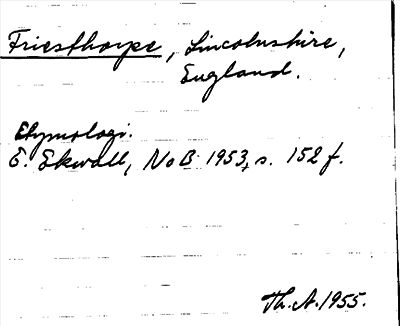 Friesthorpe, Lincolnshire,
England.
Etymologi.
E. Ekwall, NoB 1953, s. 152 f.
Th. A. 1955.